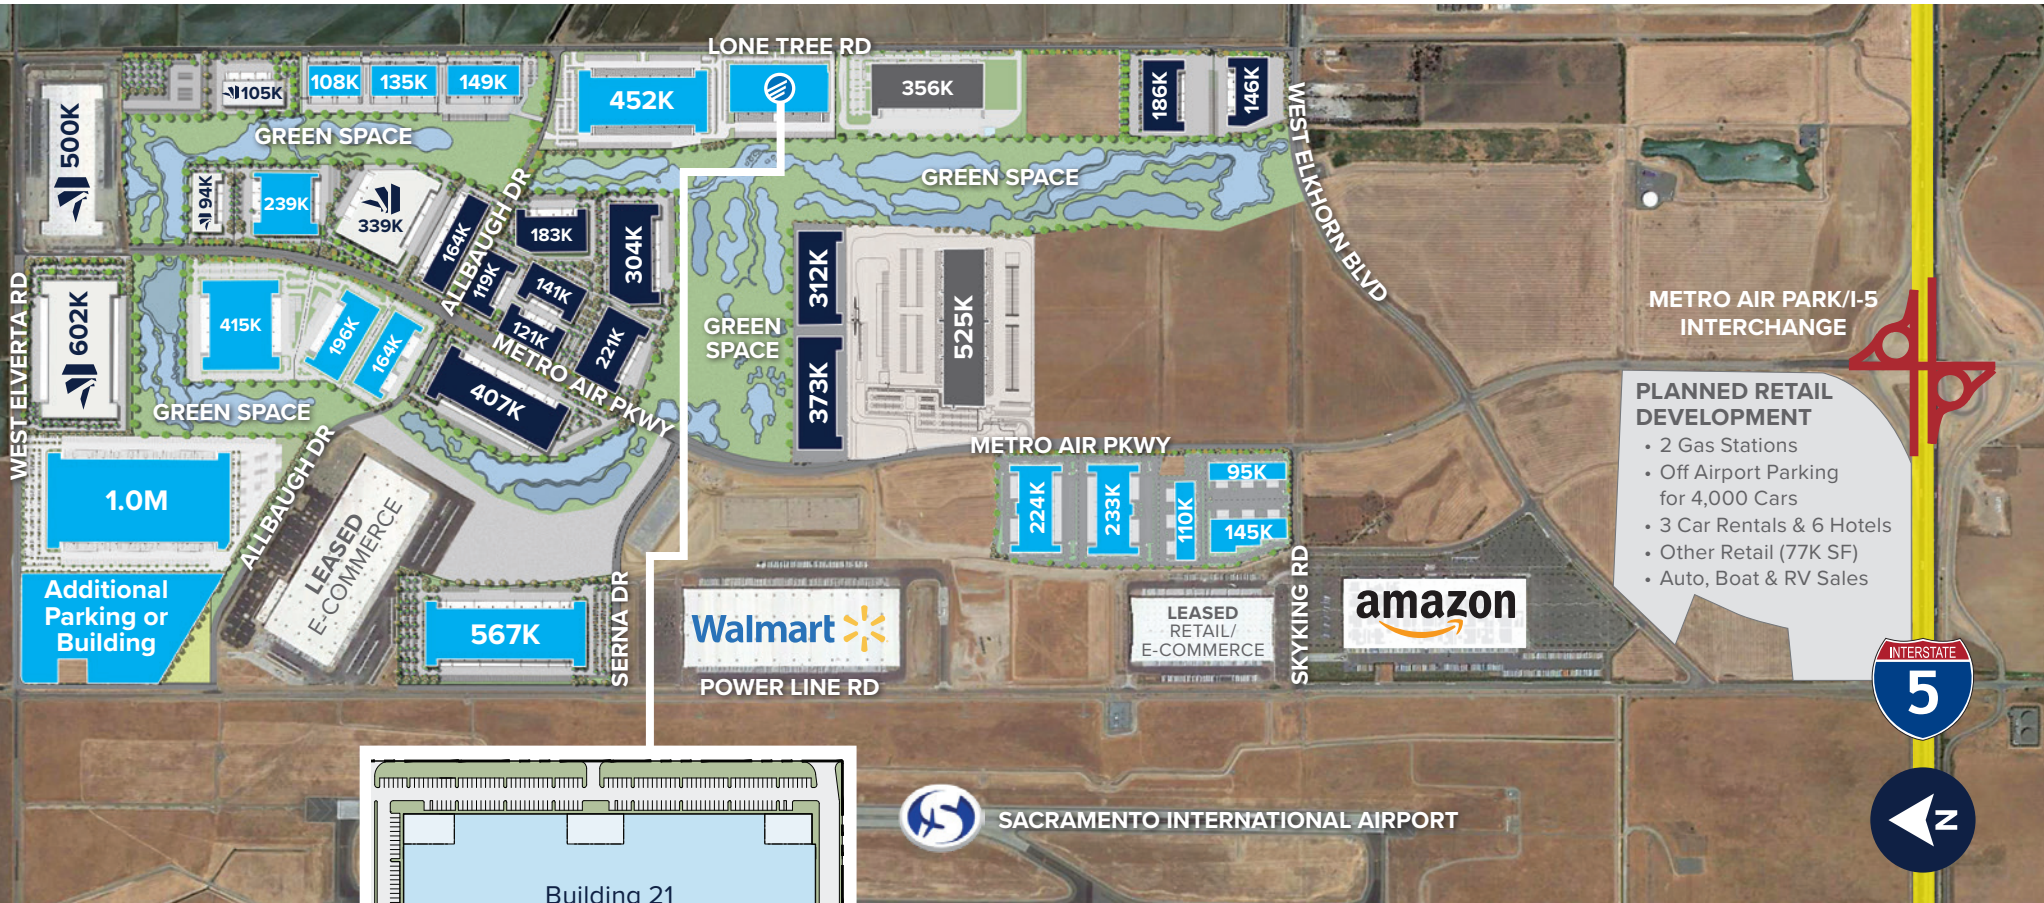 LONE TREE RD
105K
108K
135K
149K
452K
356K
186K
146K
500K
GREEN SPACE
94K
239K
339K
164K
ALLBAUGH DR
183K
304K
GREEN SPACE
WEST ELKHORN BLVD
119K
141K
121K
221K
312K
525K
373K
GREEN
SPACE
WEST ELVERTA RD
602K
415K
196K
164K
407K
METRO AIR PKWY
GREEN SPACE
METRO AIR PARK/I-5
INTERCHANGE
PLANNED RETAIL
DEVELOPMENT
• 2 Gas Stations
• Off Airport Parking
for 4,000 Cars
• 3 Car Rentals & 6 Hotels
• Other Retail (77K SF)
• Auto, Boat & RV Sales
METRO AIR PKWY
224K
233K
110K
95K
145K
1.0M
ALLBAUGH DR
LEASED
E-COMMERCE
Additional
Parking or
Building
567K
SERNA DR
Walmart
POWER LINE RD
LEASED
RETAIL/
E-COMMERCE
SKYKING RD
amazon
INTERSTATE
5
SACRAMENTO INTERNATIONAL AIRPORT
N
Building 21